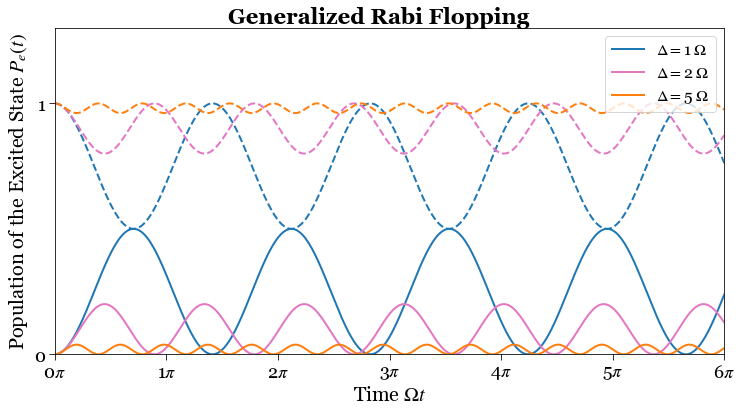 Generalized Rabi Flopping
Population of the Excited State Pₑ(t)
1
0
Δ = 1 Ω
Δ = 2 Ω
Δ = 5 Ω
0π 1π 2π 3π 4π 5π 6π
Time Ωt